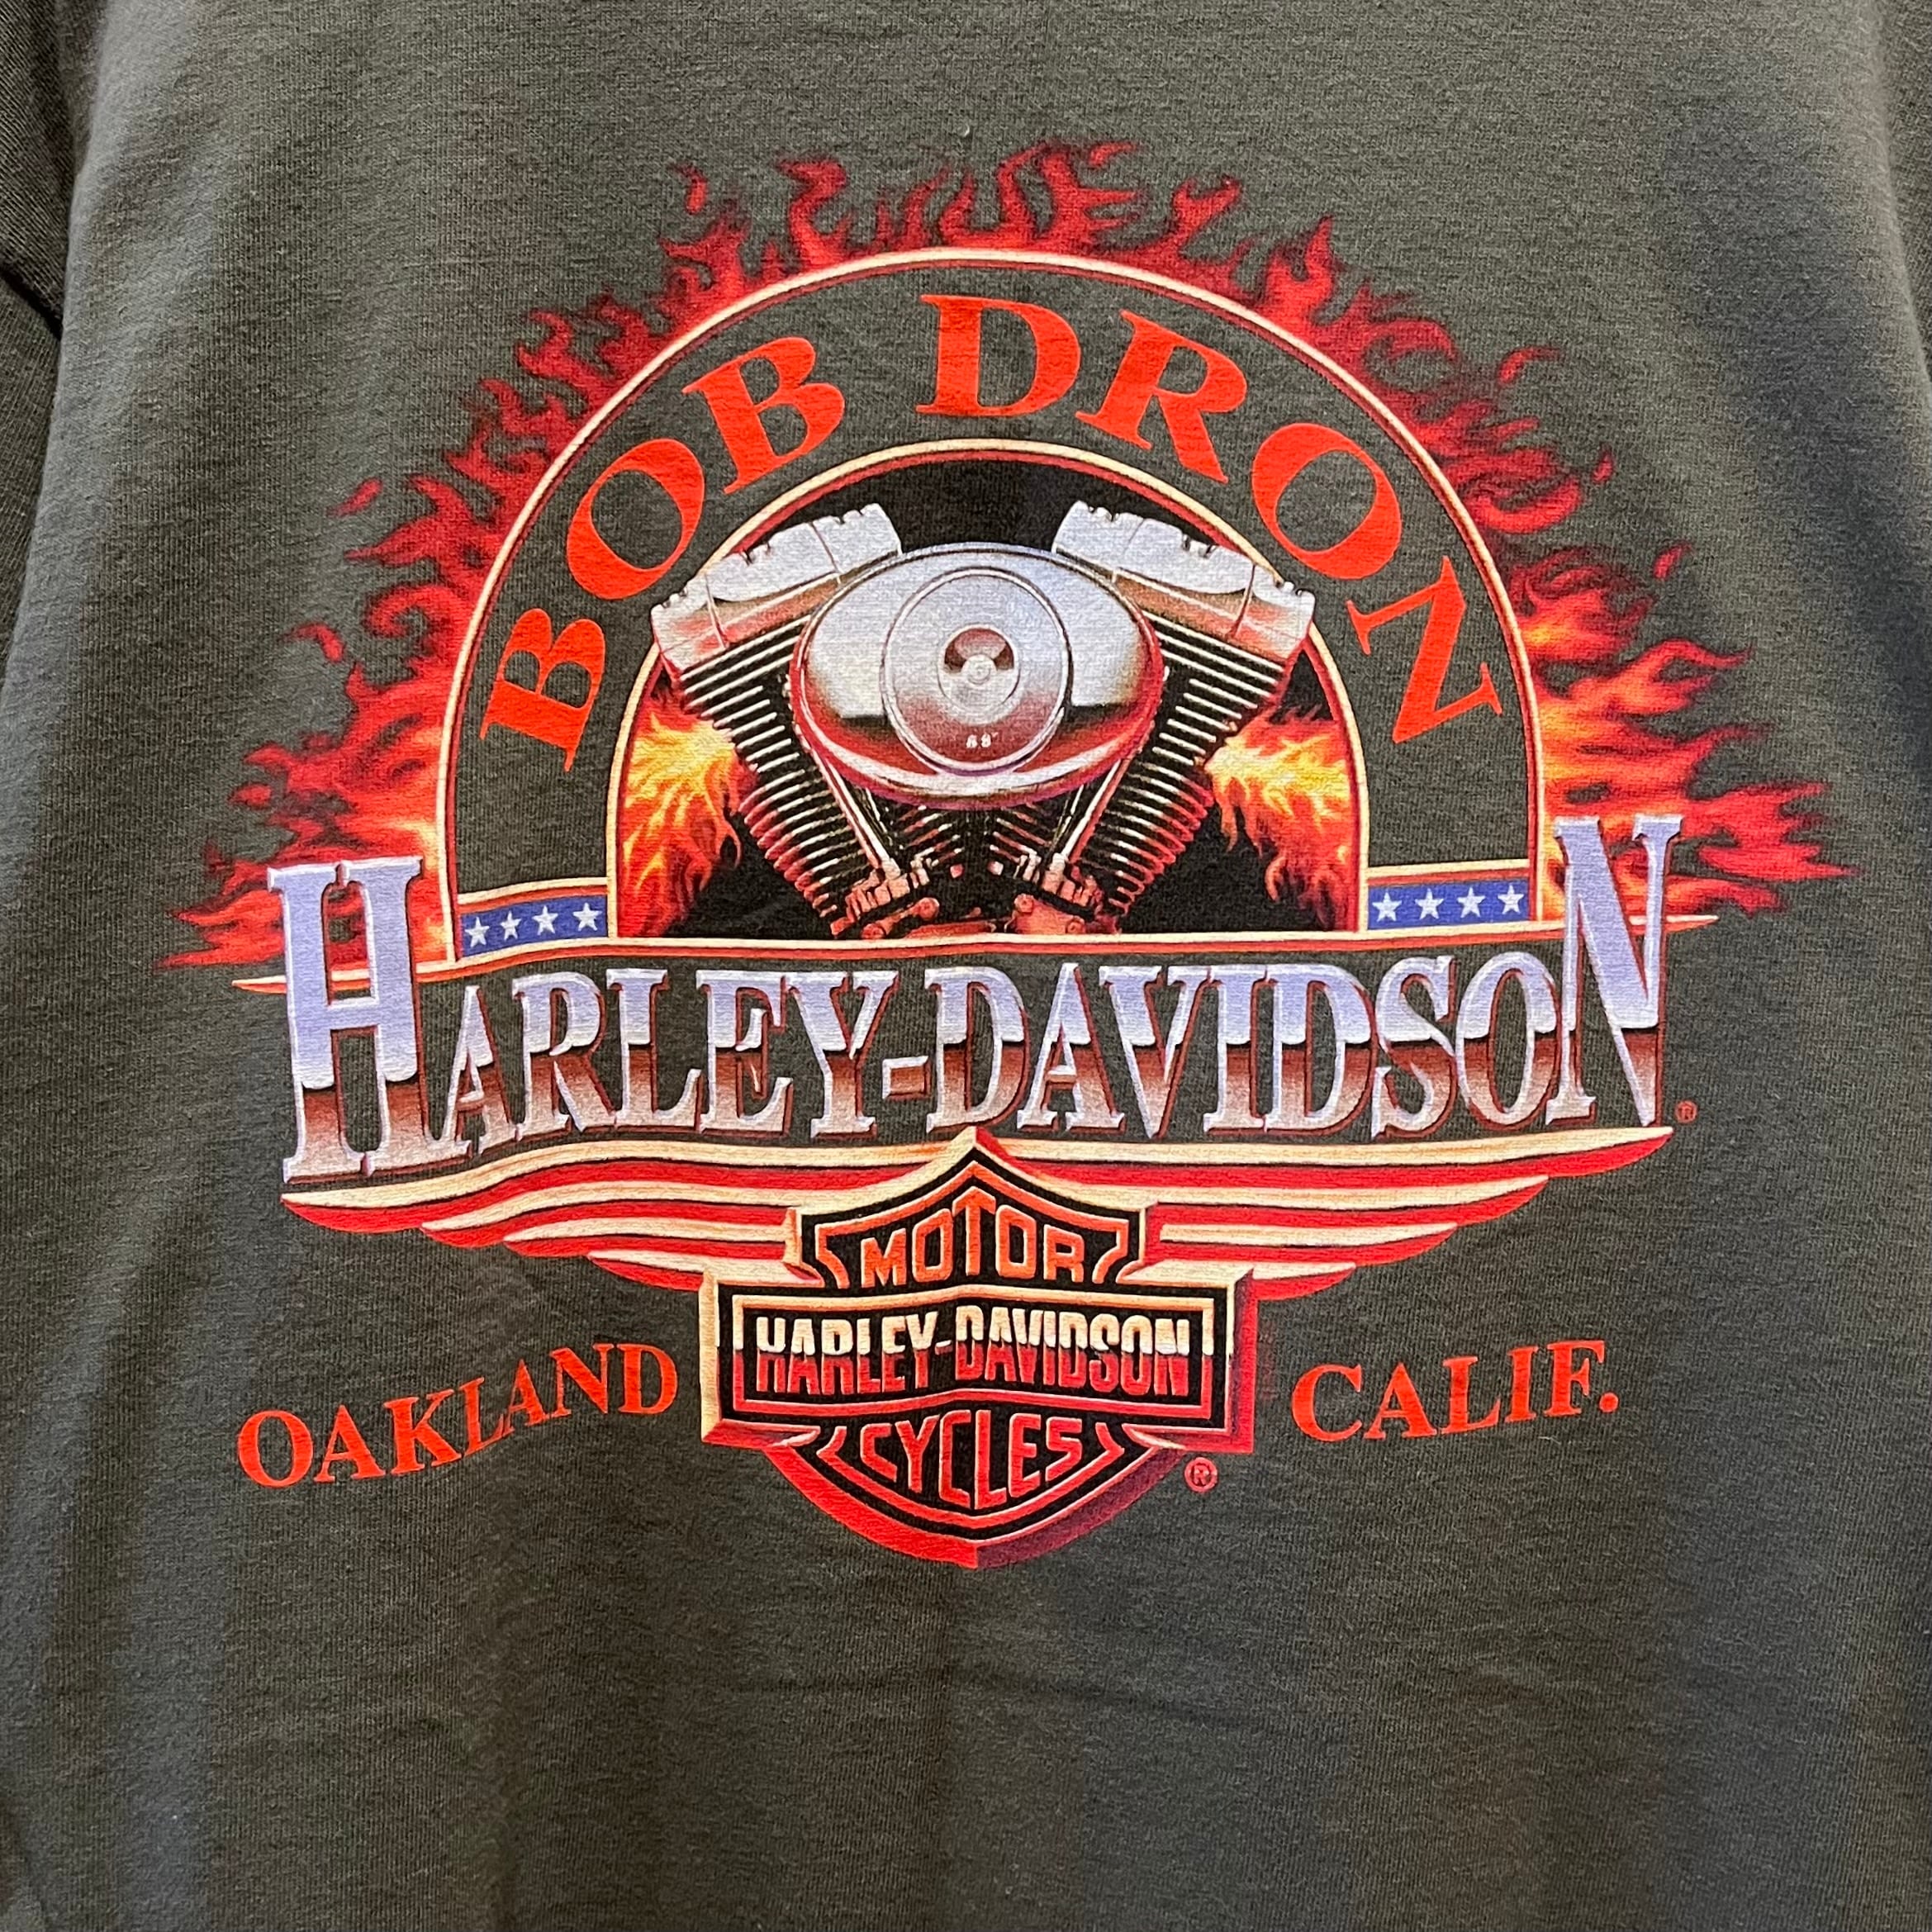 BOB DRON
HARLEY-DAVIDSON®
MOTOR
HARLEY-DAVIDSON
CYCLES ®
OAKLAND CALIF.